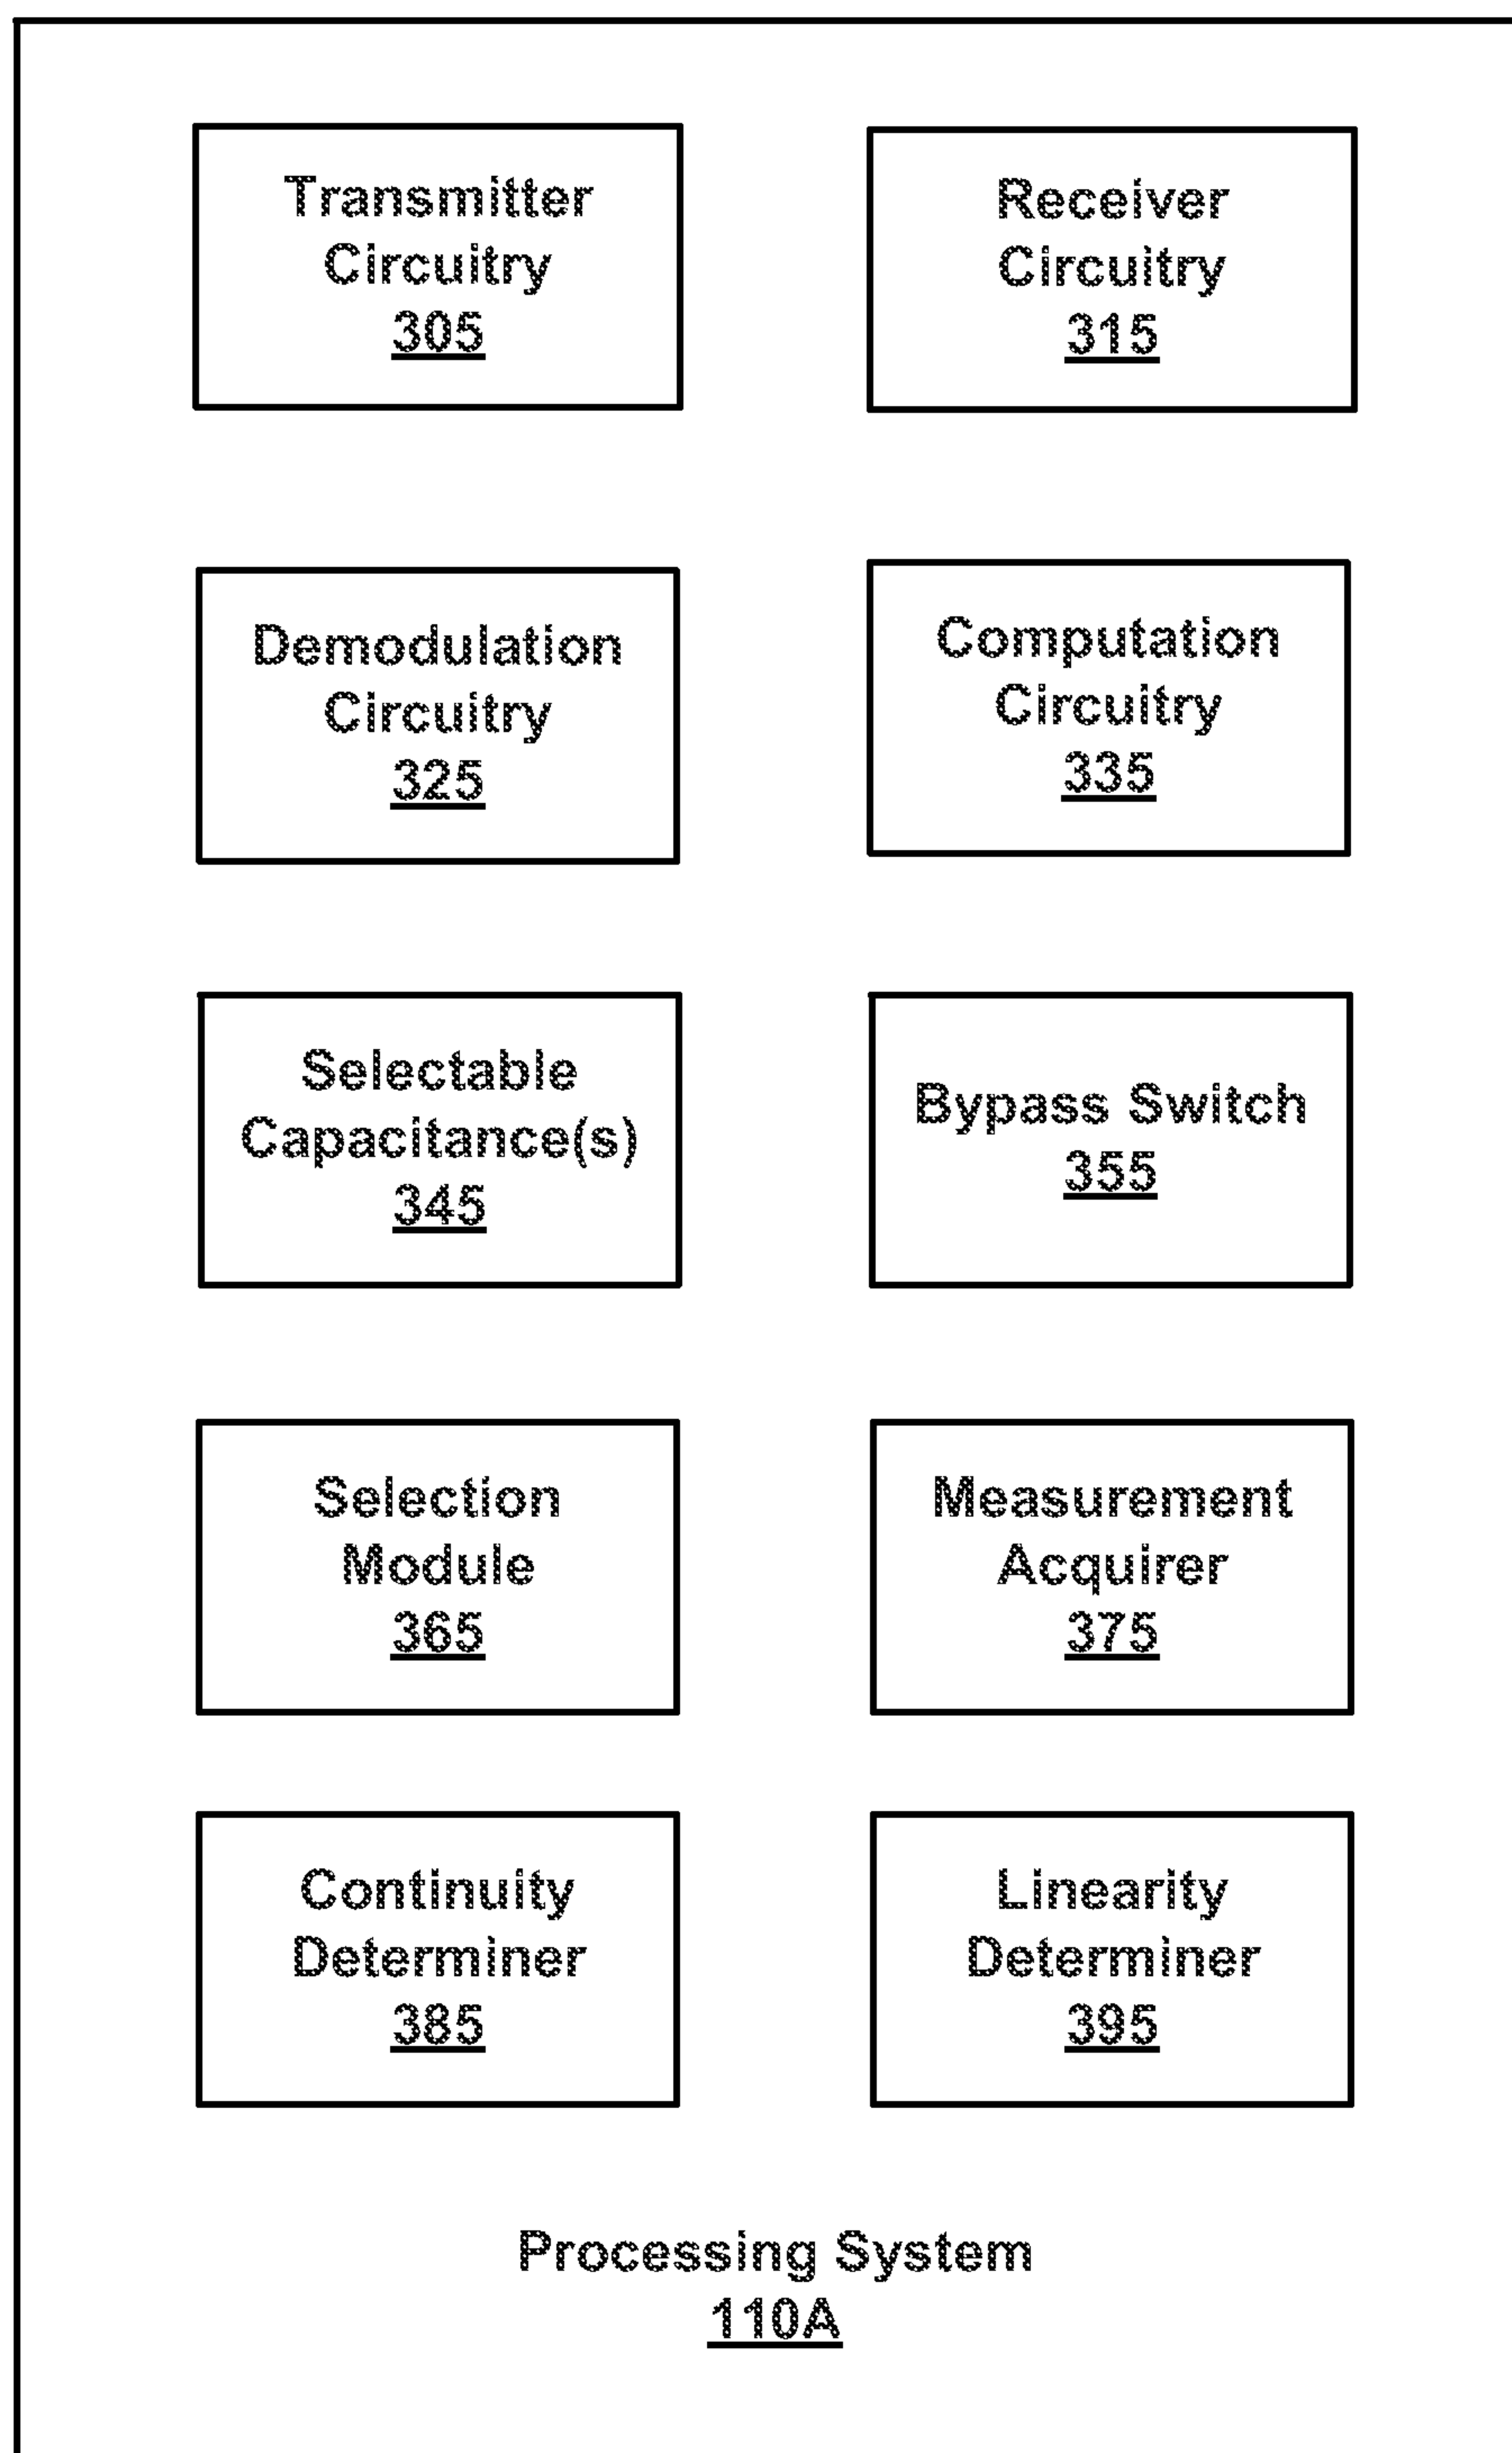 Transmitter
Circuitry
305
Receiver
Circuitry
315
Demodulation
Circuitry
325
Computation
Circuitry
335
Selectable
Capacitance(s)
345
Bypass Switch
355
Selection
Module
365
Measurement
Acquirer
375
Continuity
Determiner
385
Linearity
Determiner
395
Processing System
110A